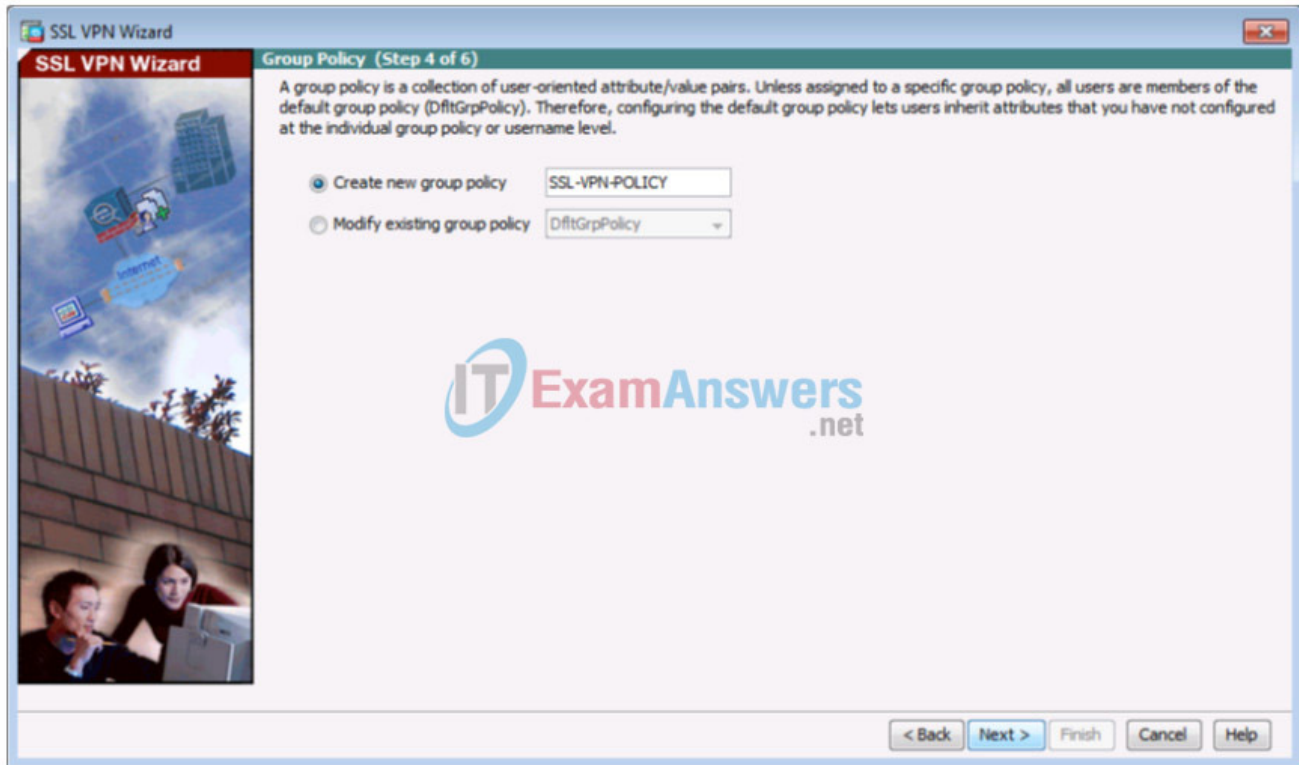 SSL VPN Wizard
SSL VPN Wizard
Group Policy (Step 4 of 6)
A group policy is a collection of user-oriented attribute/value pairs. Unless assigned to a specific group policy, all users are members of the
default group policy (DfltGrpPolicy). Therefore, configuring the default group policy lets users inherit attributes that you have not configured
at the individual group policy or username level.
Create new group policy SSL-VPN-POLICY
Modify existing group policy DfltGrpPolicy
Internet
ITExamAnswers
.net
< Back Next > Finish Cancel Help